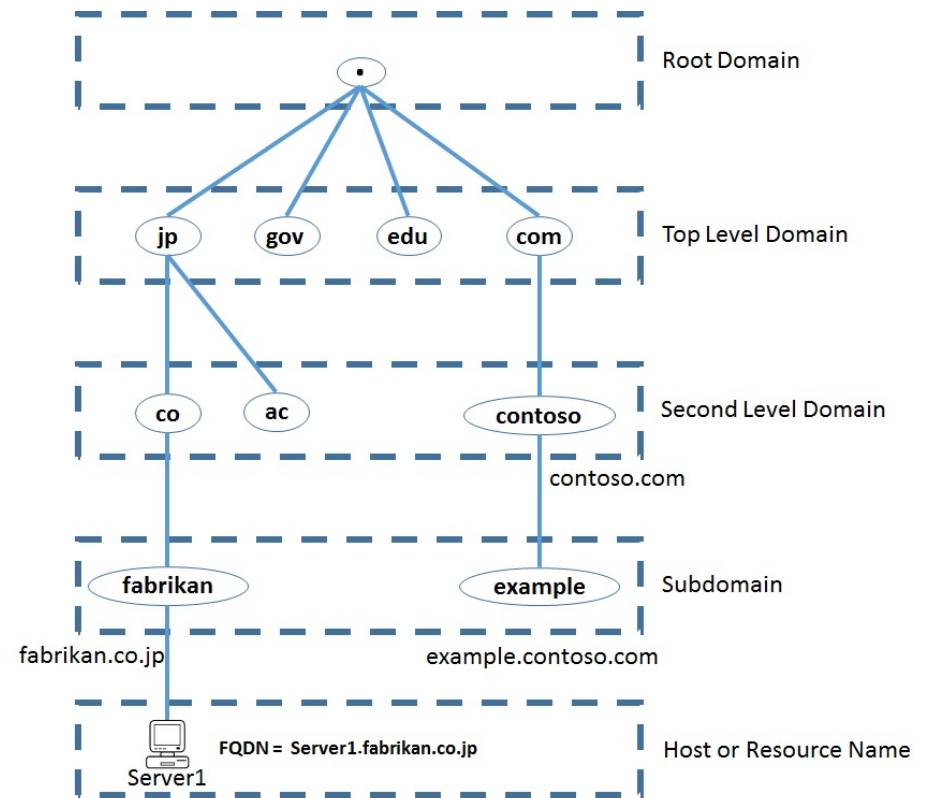 .
Root Domain
jp gov edu com
Top Level Domain
co ac contoso
Second Level Domain
contoso.com
fabrikan example
Subdomain
fabrikan.co.jp
example.contoso.com
FQDN = Server1.fabrikan.co.jp
Host or Resource Name
Server1